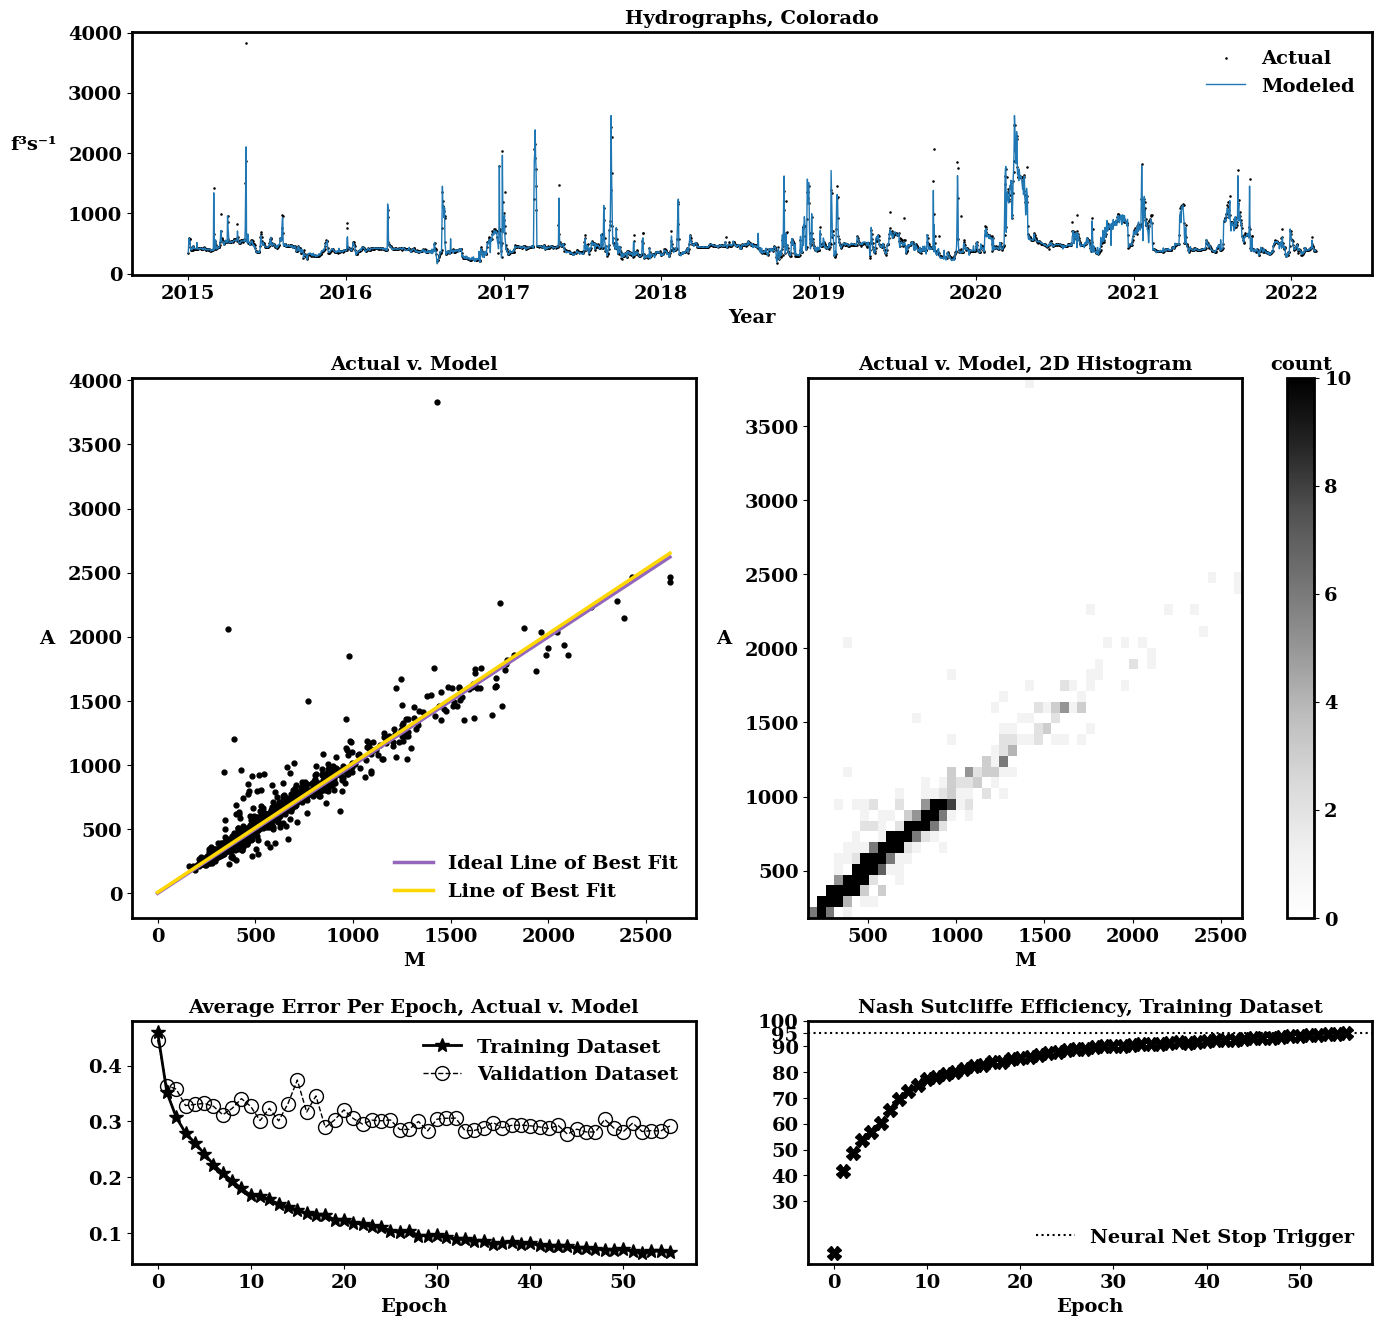 Hydrographs, Colorado
4000
3000
2000
1000
0
f³s⁻¹
Actual
Modeled
2015 2016 2017 2018 2019 2020 2021 2022
Year
Actual v. Model
4000
3500
3000
2500
2000
1500
1000
500
0
A
Ideal Line of Best Fit
Line of Best Fit
0 500 1000 1500 2000 2500
M
Actual v. Model, 2D Histogram
3500
3000
2500
2000
1500
1000
500
A
500 1000 1500 2000 2500
M
count
10
8
6
4
2
0
Average Error Per Epoch, Actual v. Model
0.4
0.3
0.2
0.1
Training Dataset
Validation Dataset
0 10 20 30 40 50
Epoch
Nash Sutcliffe Efficiency, Training Dataset
100
95
90
80
70
60
50
40
30
Neural Net Stop Trigger
0 10 20 30 40 50
Epoch